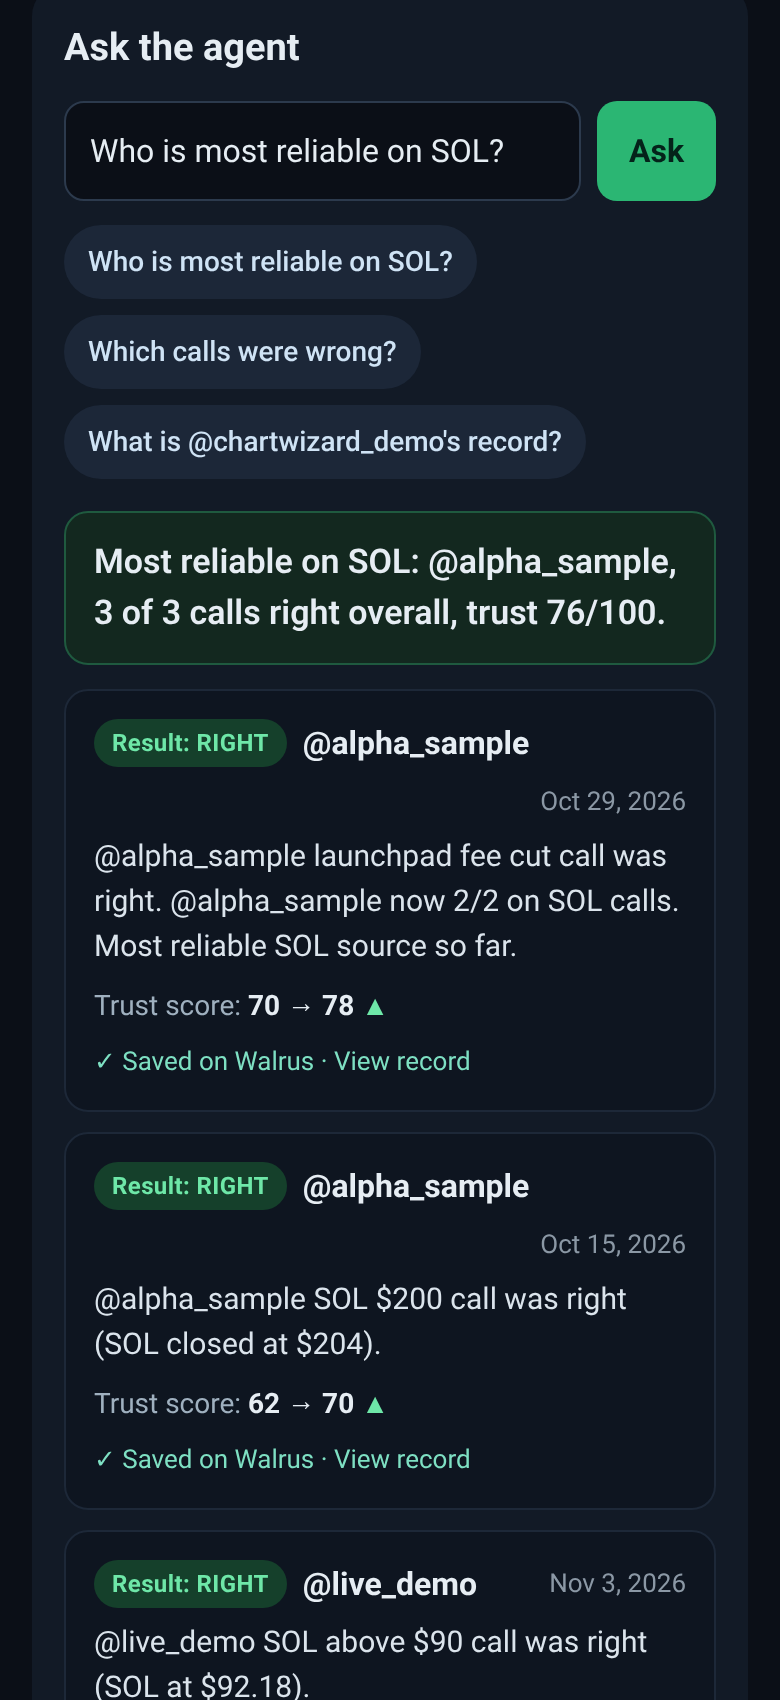 Ask the agent
Who is most reliable on SOL?
Ask
Who is most reliable on SOL?
Which calls were wrong?
What is @chartwizard_demo's record?
Most reliable on SOL: @alpha_sample,
3 of 3 calls right overall, trust 76/100.
Result: RIGHT @alpha_sample
Oct 29, 2026
@alpha_sample launchpad fee cut call was
right. @alpha_sample now 2/2 on SOL calls.
Most reliable SOL source so far.
Trust score: 70 → 78 ▲
✓ Saved on Walrus · View record
Result: RIGHT @alpha_sample
Oct 15, 2026
@alpha_sample SOL $200 call was right
(SOL closed at $204).
Trust score: 62 → 70 ▲
✓ Saved on Walrus · View record
Result: RIGHT @live_demo Nov 3, 2026
@live_demo SOL above $90 call was right
(SOL at $92.18).